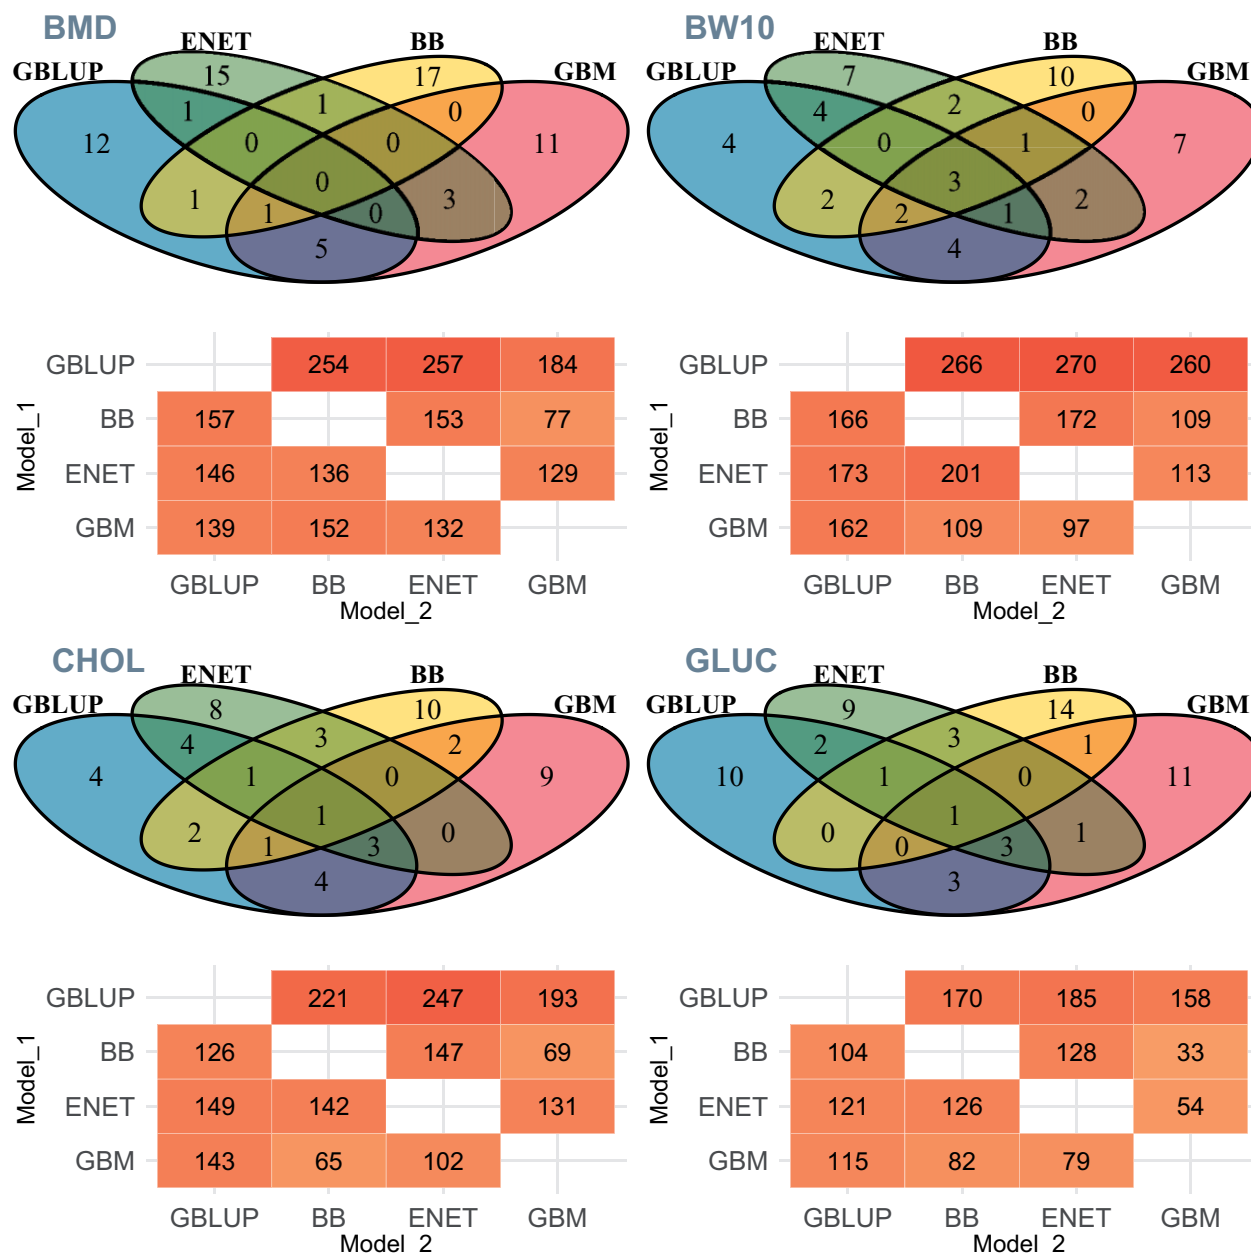 BMD
ENET
BB
GBLUP
GBM
15
17
1
1
0
12
0
0
11
0
1
1
0
3
5
BW10
ENET
BB
GBLUP
GBM
7
10
4
2
0
4
0
1
7
3
2
2
1
2
4
Model_1
GBLUP 254 257 184
BB 157 153 77
ENET 146 136 129
GBM 139 152 132
GBLUP BB ENET GBM
Model_2
Model_1
GBLUP 266 270 260
BB 166 172 109
ENET 173 201 113
GBM 162 109 97
GBLUP BB ENET GBM
Model_2
CHOL
ENET
BB
GBLUP
GBM
8
10
4
3
2
4
1
0
9
1
2
1
3
0
4
GLUC
ENET
BB
GBLUP
GBM
9
14
2
3
1
10
1
0
11
1
0
0
3
1
3
Model_1
GBLUP 221 247 193
BB 126 147 69
ENET 149 142 131
GBM 143 65 102
GBLUP BB ENET GBM
Model_2
Model_1
GBLUP 170 185 158
BB 104 128 33
ENET 121 126 54
GBM 115 82 79
GBLUP BB ENET GBM
Model_2